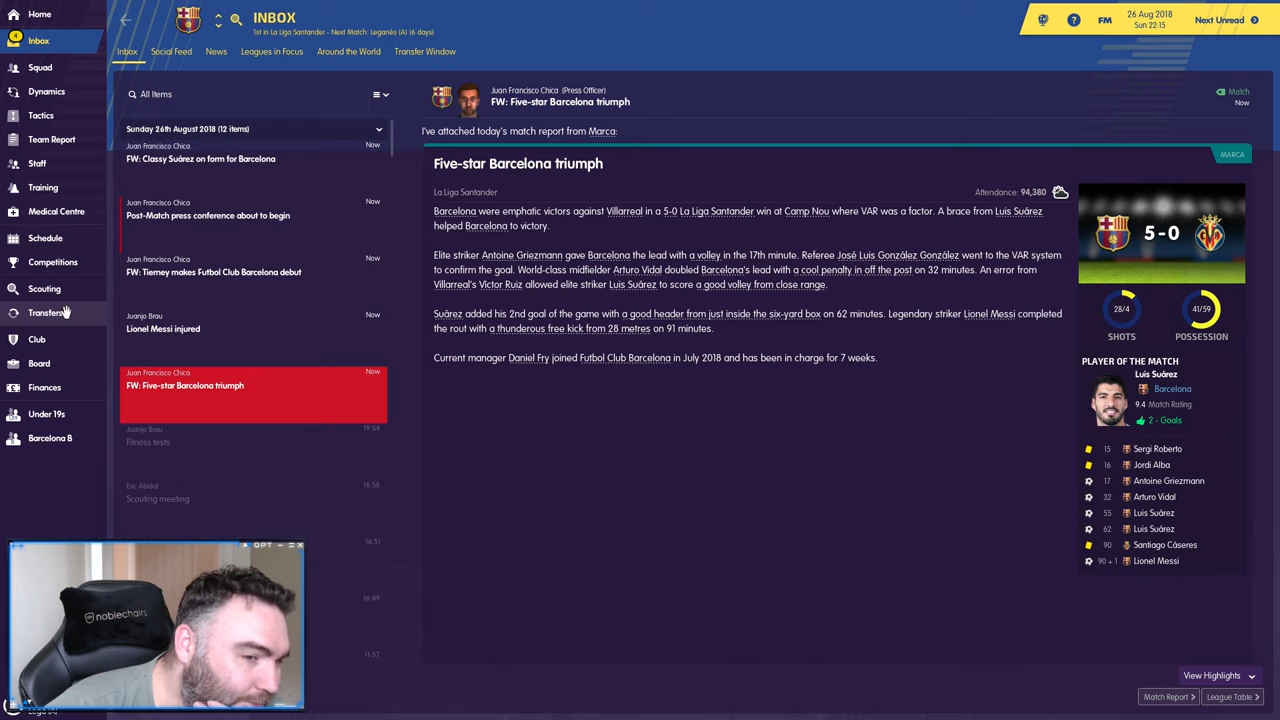 Home
4
Inbox
Squad
Dynamics
Tactics
Team Report
Staff
Training
Medical Centre
Schedule
Competitions
Scouting
Transfers
Club
Board
Finances
Under 19s
Barcelona B
INBOX
1st in La Liga Santander - Next Match: Leganés (A) (6 days)
Inbox
Social Feed
News
Leagues in Focus
Around the World
Transfer Window
FM
26 Aug 2018
Sun 22:15
Next Unread
All Items
Sunday 26th August 2018 (12 items)
Juan Francisco Chica Now
FW: Classy Suárez on form for Barcelona
Juan Francisco Chica Now
Post-Match press conference about to begin
Juan Francisco Chica Now
FW: Tierney makes Futbol Club Barcelona debut
Juanjo Brau Now
Lionel Messi injured
Juan Francisco Chica Now
FW: Five-star Barcelona triumph
Juanjo Brau 19:54
Fitness tests
Eric Abidal 16:58
Scouting meeting
16:51
16:49
11:57
Juan Francisco Chica (Press Officer)
FW: Five-star Barcelona triumph
Match
Now
I've attached today's match report from Marca:
MARCA
Five-star Barcelona triumph
La Liga Santander
Attendance: 94,380
Barcelona were emphatic victors against Villarreal in a 5-0 La Liga Santander win at Camp Nou where VAR was a factor. A brace from Luis Suárez
helped Barcelona to victory.
Elite striker Antoine Griezmann gave Barcelona the lead with a volley in the 17th minute. Referee José Luis González González went to the VAR system
to confirm the goal. World-class midfielder Arturo Vidal doubled Barcelona's lead with a cool penalty in off the post on 32 minutes. An error from
Villarreal's Víctor Ruiz allowed elite striker Luis Suárez to score a good volley from close range.
Suárez added his 2nd goal of the game with a good header from just inside the six-yard box on 62 minutes. Legendary striker Lionel Messi completed
the rout with a thunderous free kick from 28 metres on 91 minutes.
Current manager Daniel Fry joined Futbol Club Barcelona in July 2018 and has been in charge for 7 weeks.
5-0
28/4
SHOTS
41/59
POSSESSION
PLAYER OF THE MATCH
Luis Suárez
Barcelona
9.4 Match Rating
2 - Goals
15 Sergi Roberto
16 Jordi Alba
17 Antoine Griezmann
32 Arturo Vidal
55 Luis Suárez
62 Luis Suárez
90 Santiago Cáseres
90 + 1 Lionel Messi
View Highlights
Match Report
League Table
OPT
noblechairs